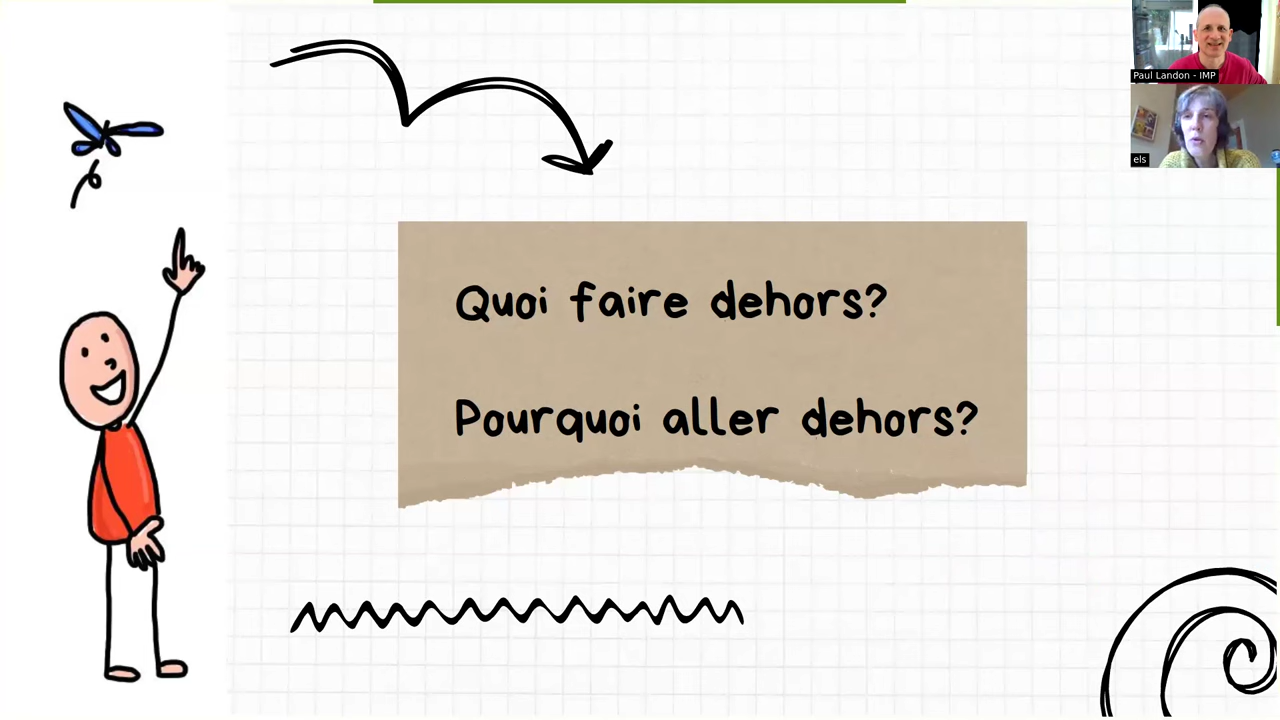 Paul Landon - IMP
els
Quoi faire dehors?
Pourquoi aller dehors?